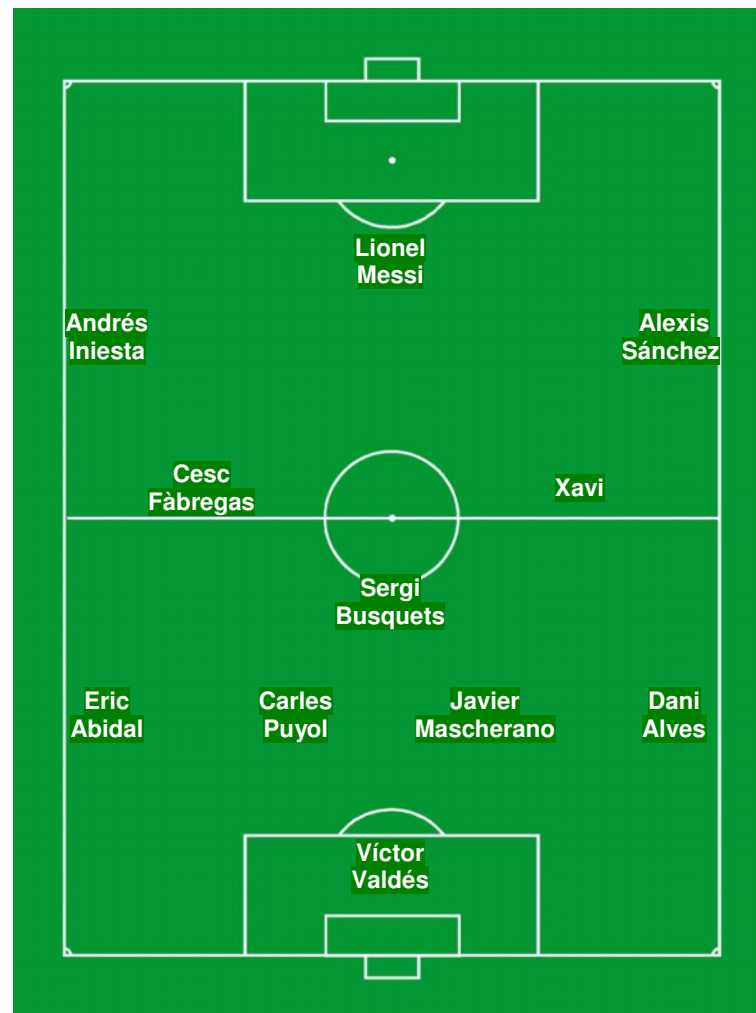 Lionel
Messi
Andrés
Iniesta
Alexis
Sánchez
Cesc
Fàbregas
Xavi
Sergi
Busquets
Eric
Abidal
Carles
Puyol
Javier
Mascherano
Dani
Alves
Víctor
Valdés